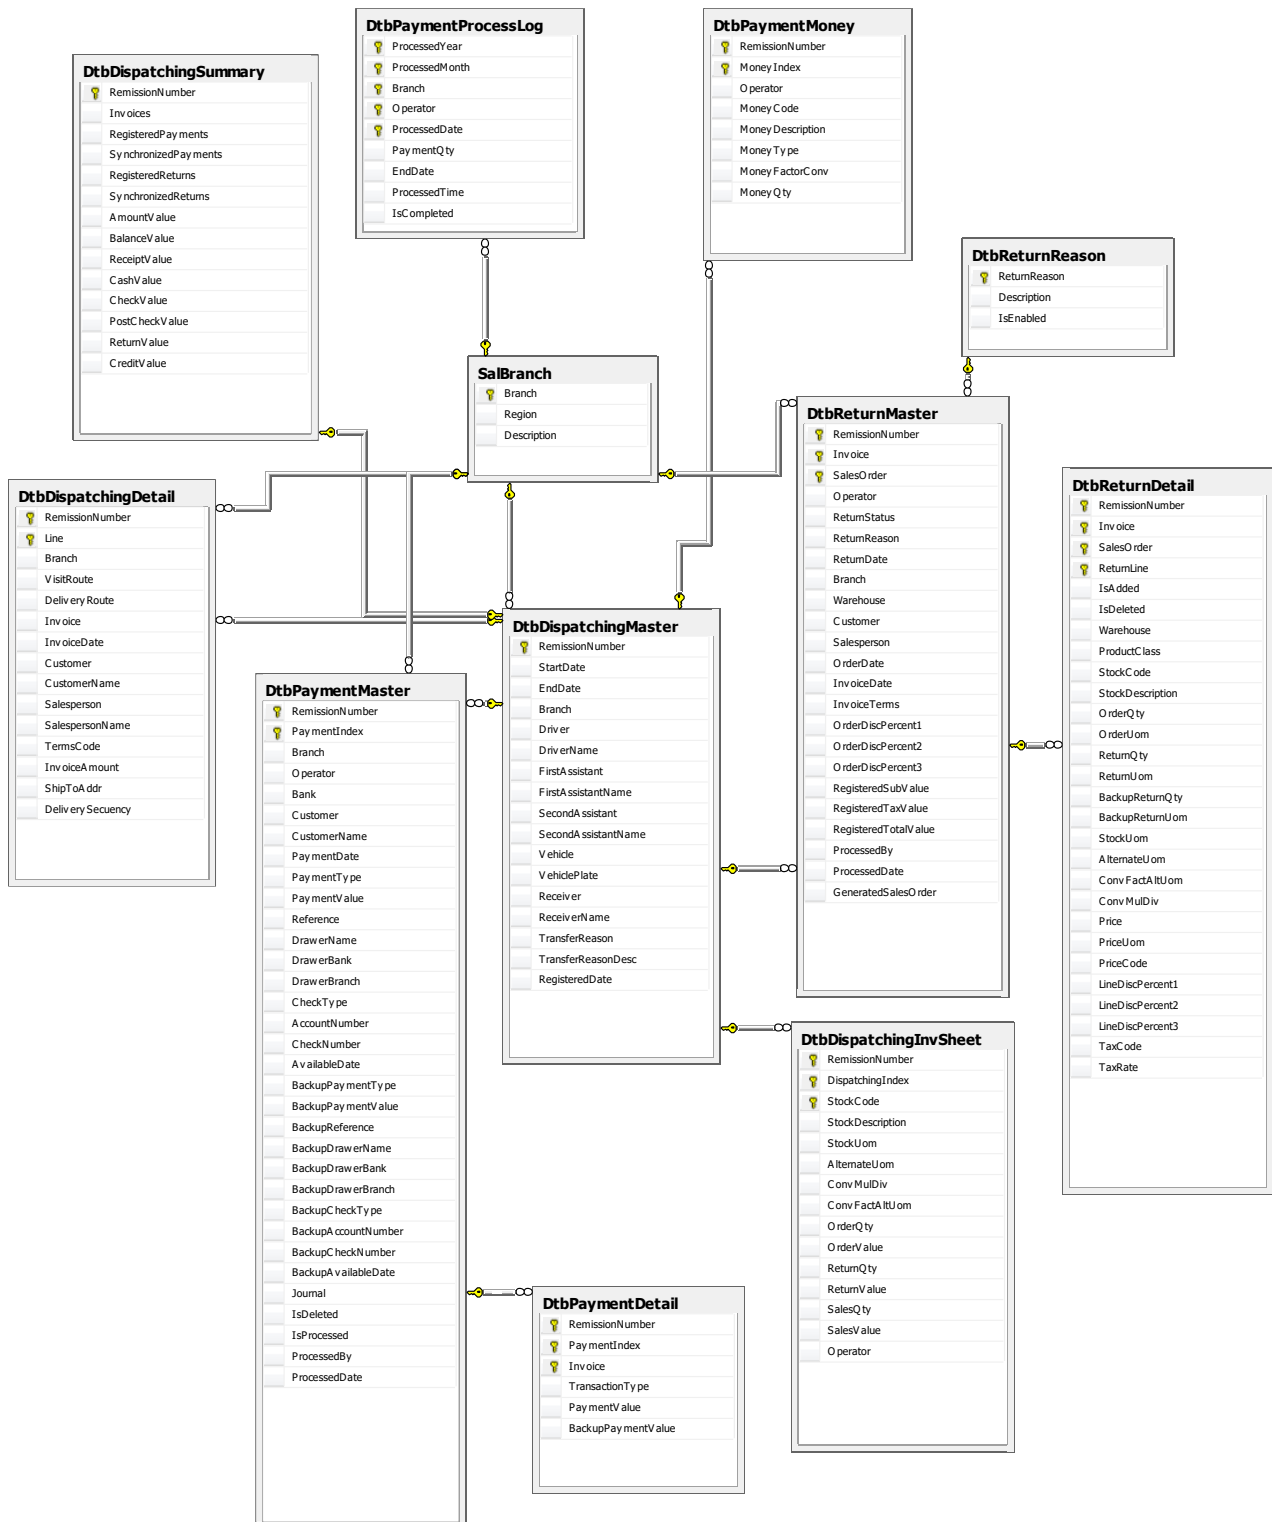 DtbPaymentProcessLog
ProcessedYear
ProcessedMonth
Branch
Operator
ProcessedDate
PaymentQty
EndDate
ProcessedTime
IsCompleted
DtbPaymentMoney
RemissionNumber
MoneyIndex
Operator
MoneyCode
MoneyDescription
MoneyType
MoneyFactorConv
MoneyQty
DtbDispatchingSummary
RemissionNumber
Invoices
RegisteredPayments
SynchronizedPayments
RegisteredReturns
SynchronizedReturns
AmountValue
BalanceValue
ReceiptValue
CashValue
CheckValue
PostCheckValue
ReturnValue
CreditValue
DtbReturnReason
ReturnReason
Description
IsEnabled
SalBranch
Branch
Region
Description
DtbReturnMaster
RemissionNumber
Invoice
SalesOrder
Operator
ReturnStatus
ReturnReason
ReturnDate
Branch
Warehouse
Customer
Salesperson
OrderDate
InvoiceDate
InvoiceTerms
OrderDiscPercent1
OrderDiscPercent2
OrderDiscPercent3
RegisteredSubValue
RegisteredTaxValue
RegisteredTotalValue
ProcessedBy
ProcessedDate
GeneratedSalesOrder
DtbReturnDetail
RemissionNumber
Invoice
SalesOrder
ReturnLine
IsAdded
IsDeleted
Warehouse
ProductClass
StockCode
StockDescription
OrderQty
OrderUom
ReturnQty
ReturnUom
BackupReturnQty
BackupReturnUom
StockUom
AlternateUom
ConvFactAltUom
ConvMulDiv
Price
PriceUom
PriceCode
LineDiscPercent1
LineDiscPercent2
LineDiscPercent3
TaxCode
TaxRate
DtbDispatchingDetail
RemissionNumber
Line
Branch
VisitRoute
DeliveryRoute
Invoice
InvoiceDate
Customer
CustomerName
Salesperson
SalespersonName
TermsCode
InvoiceAmount
ShipToAddr
DeliverySecuency
DtbDispatchingMaster
RemissionNumber
StartDate
EndDate
Branch
Driver
DriverName
FirstAssistant
FirstAssistantName
SecondAssistant
SecondAssistantName
Vehicle
VehiclePlate
Receiver
ReceiverName
TransferReason
TransferReasonDesc
RegisteredDate
DtbPaymentMaster
RemissionNumber
PaymentIndex
Branch
Operator
Bank
Customer
CustomerName
PaymentDate
PaymentType
PaymentValue
Reference
DrawerName
DrawerBank
DrawerBranch
CheckType
AccountNumber
CheckNumber
AvailableDate
BackupPaymentType
BackupPaymentValue
BackupReference
BackupDrawerName
BackupDrawerBank
BackupDrawerBranch
BackupCheckType
BackupAccountNumber
BackupCheckNumber
BackupAvailableDate
Journal
IsDeleted
IsProcessed
ProcessedBy
ProcessedDate
DtbDispatchingInvSheet
RemissionNumber
DispatchingIndex
StockCode
StockDescription
StockUom
AlternateUom
ConvMulDiv
ConvFactAltUom
OrderQty
OrderValue
ReturnQty
ReturnValue
SalesQty
SalesValue
Operator
DtbPaymentDetail
RemissionNumber
PaymentIndex
Invoice
TransactionType
PaymentValue
BackupPaymentValue